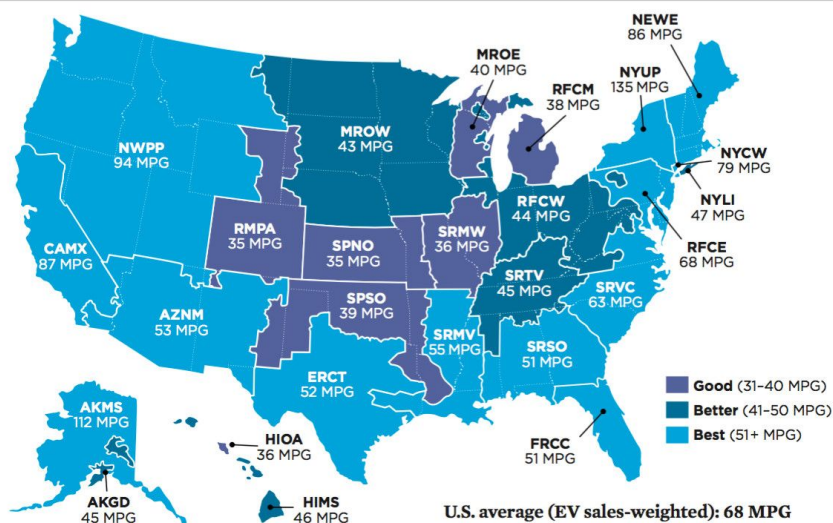 NEWE
86 MPG
MROE
40 MPG
NYUP
135 MPG
RFCM
38 MPG
NWPP
94 MPG
MROW
43 MPG
NYCW
79 MPG
NYLI
47 MPG
RFCW
44 MPG
RMPA
35 MPG
SPNO
35 MPG
SRMW
36 MPG
RFCE
68 MPG
CAMX
87 MPG
SRTV
45 MPG
SRVC
63 MPG
AZNM
53 MPG
SPSO
39 MPG
SRMV
55 MPG
SRSO
51 MPG
ERCT
52 MPG
Good (31–40 MPG)
Better (41–50 MPG)
Best (51+ MPG)
AKMS
112 MPG
HIOA
36 MPG
FRCC
51 MPG
AKGD
45 MPG
HIMS
46 MPG
U.S. average (EV sales-weighted): 68 MPG